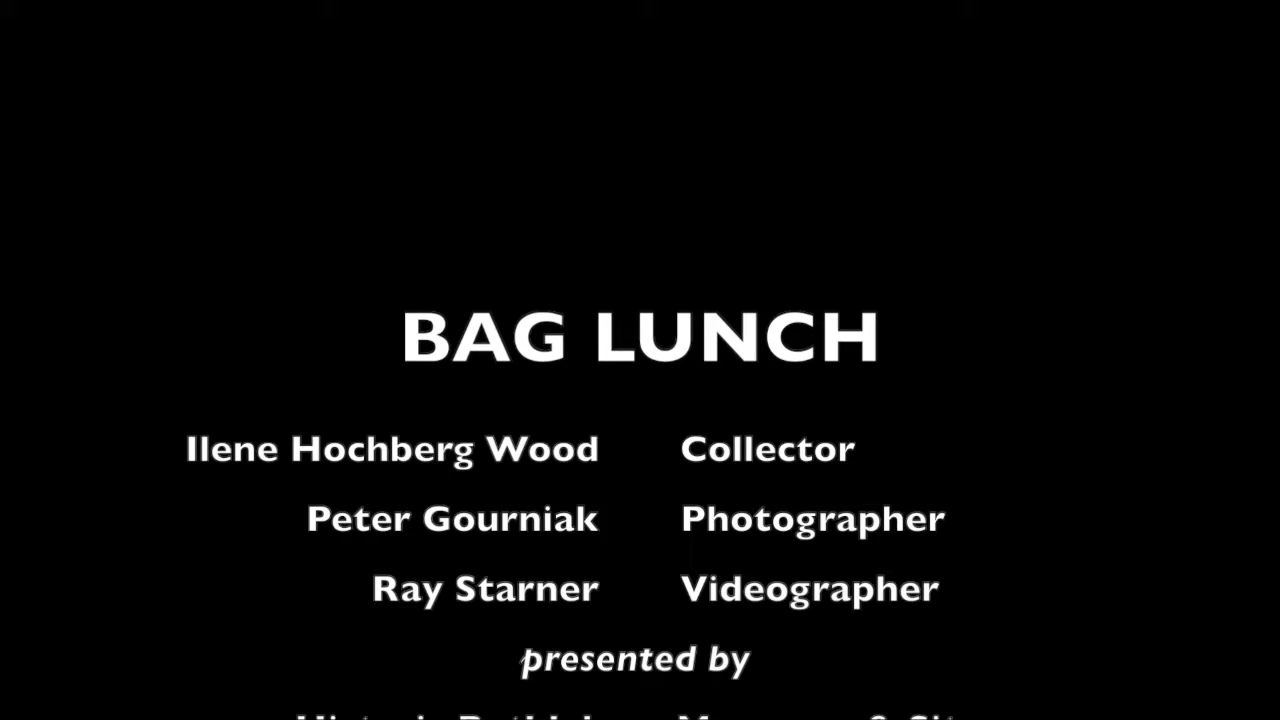 BAG LUNCH
Ilene Hochberg Wood Collector
Peter Gourniak Photographer
Ray Starner Videographer
presented by